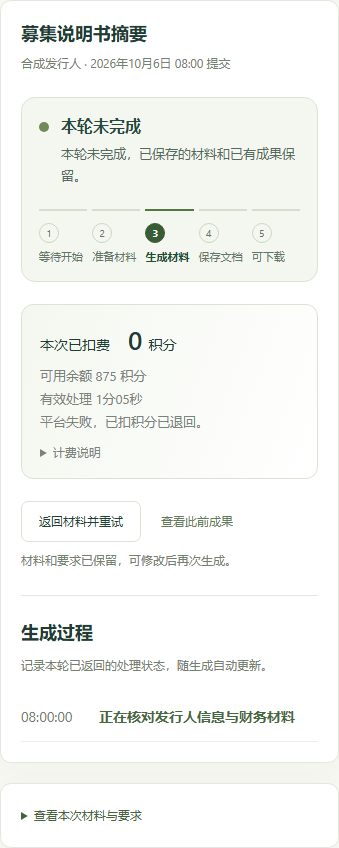 募集说明书摘要
合成发行人 · 2026年10月6日 08:00 提交
本轮未完成
本轮未完成，已保存的材料和已有成果保
留。
1 2 3 4 5
等待开始 准备材料 生成材料 保存文档 可下载
本次已扣费 0 积分
可用余额 875 积分
有效处理 1分05秒
平台失败，已扣积分已退回。
计费说明
返回材料并重试 查看此前成果
材料和要求已保留，可修改后再次生成。
生成过程
记录本轮已返回的处理状态，随生成自动更新。
08:00:00 正在核对发行人信息与财务材料
查看本次材料与要求